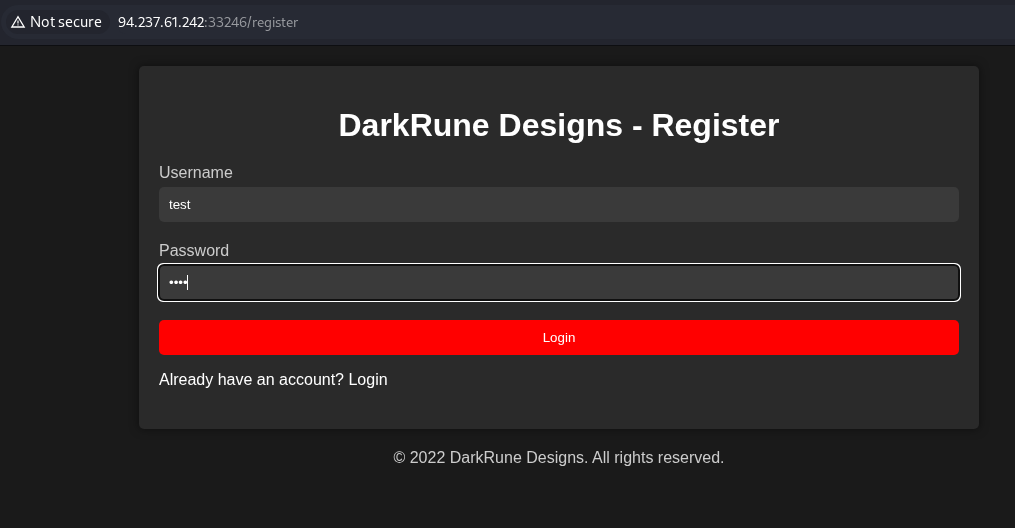 Not secure 94.237.61.242:33246/register
DarkRune Designs - Register
Username
test
Password
••••
Login
Already have an account? Login
© 2022 DarkRune Designs. All rights reserved.